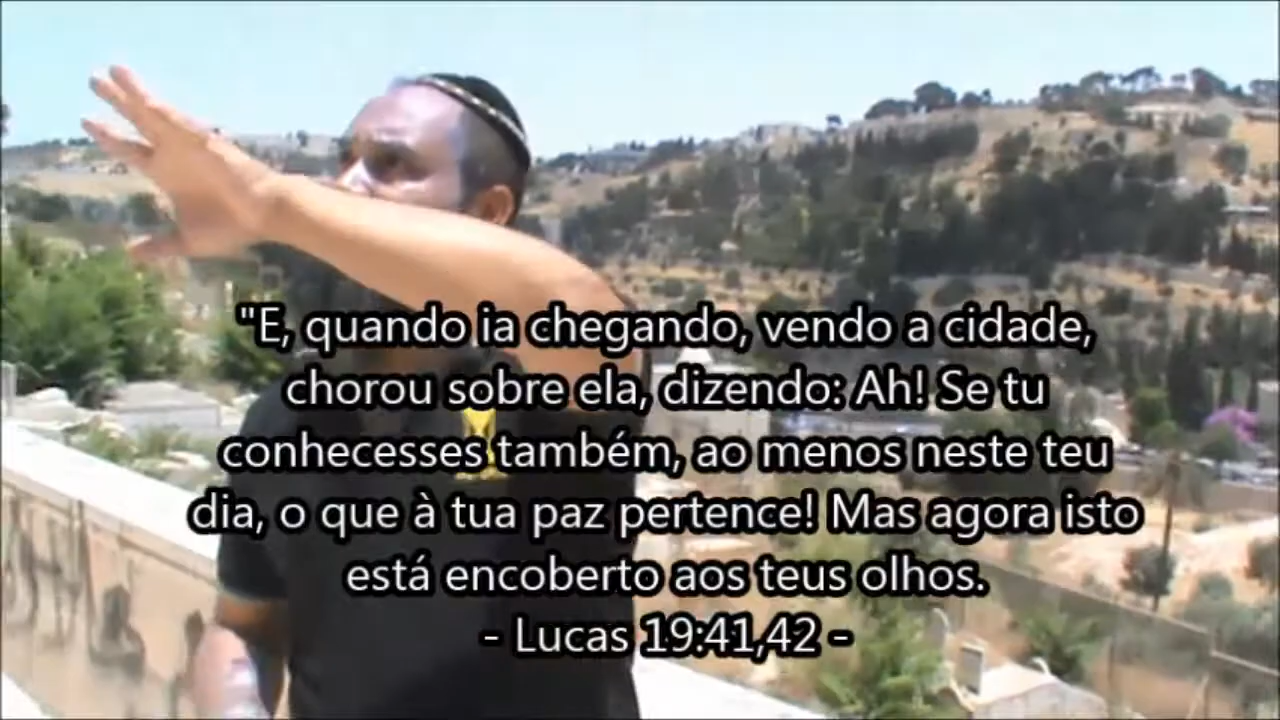 "E, quando ia chegando, vendo a cidade,
chorou sobre ela, dizendo: Ah! Se tu
conhecesses também, ao menos neste teu
dia, o que à tua paz pertence! Mas agora isto
está encoberto aos teus olhos.
- Lucas 19:41,42 -